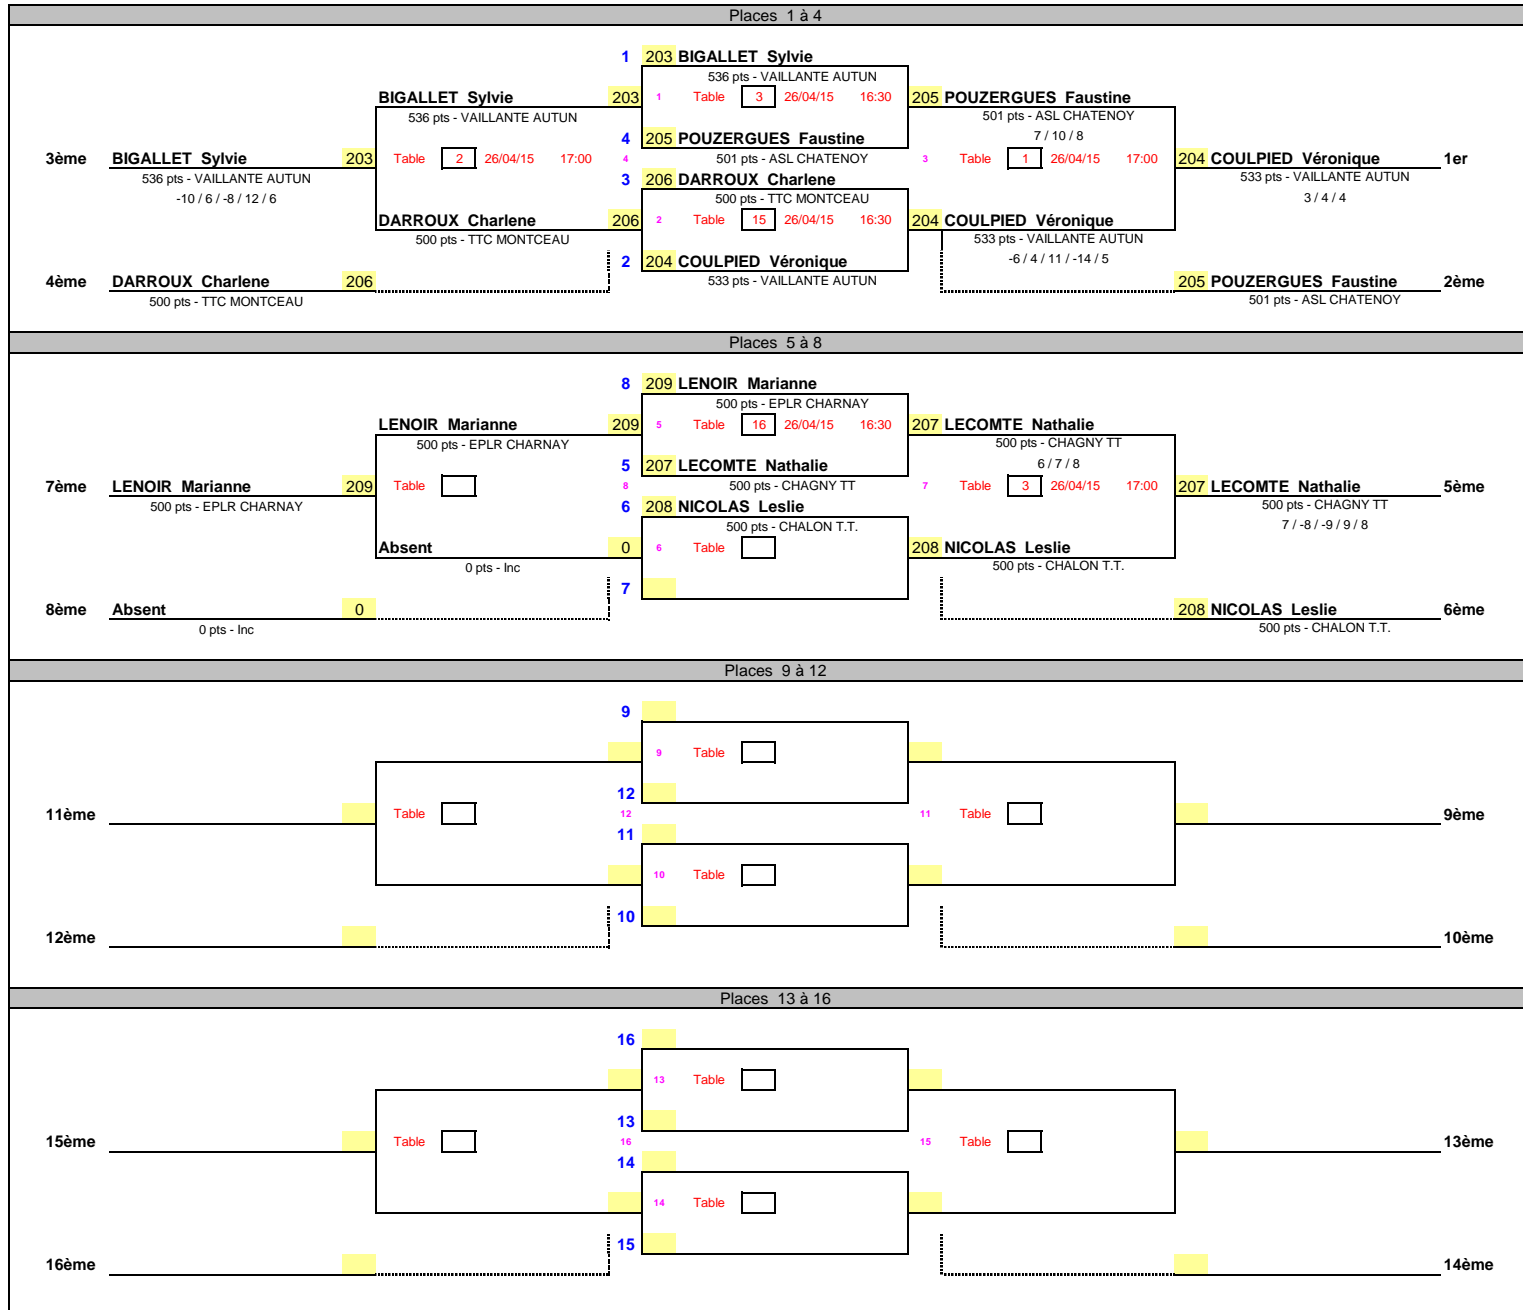 Places 1 à 4
1 203 BIGALLET Sylvie
536 pts - VAILLANTE AUTUN
BIGALLET Sylvie 203 1 Table 3 26/04/15 16:30 205 POUZERGUES Faustine
536 pts - VAILLANTE AUTUN 501 pts - ASL CHATENOY
4 205 POUZERGUES Faustine 7 / 10 / 8
3ème BIGALLET Sylvie 203 Table 2 26/04/15 17:00 4 501 pts - ASL CHATENOY 3 Table 1 26/04/15 17:00 204 COULPIED Véronique 1er
536 pts - VAILLANTE AUTUN 3 206 DARROUX Charlene 533 pts - VAILLANTE AUTUN
-10 / 6 / -8 / 12 / 6 500 pts - TTC MONTCEAU 3 / 4 / 4
DARROUX Charlene 206 2 Table 15 26/04/15 16:30 204 COULPIED Véronique
500 pts - TTC MONTCEAU 533 pts - VAILLANTE AUTUN
2 204 COULPIED Véronique -6 / 4 / 11 / -14 / 5
4ème DARROUX Charlene 206 533 pts - VAILLANTE AUTUN 205 POUZERGUES Faustine 2ème
500 pts - TTC MONTCEAU 501 pts - ASL CHATENOY
Places 5 à 8
8 209 LENOIR Marianne
500 pts - EPLR CHARNAY
LENOIR Marianne 209 5 Table 16 26/04/15 16:30 207 LECOMTE Nathalie
500 pts - EPLR CHARNAY 500 pts - CHAGNY TT
5 207 LECOMTE Nathalie 6 / 7 / 8
7ème LENOIR Marianne 209 Table 8 500 pts - CHAGNY TT 7 Table 3 26/04/15 17:00 207 LECOMTE Nathalie 5ème
500 pts - EPLR CHARNAY 6 208 NICOLAS Leslie 500 pts - CHAGNY TT
500 pts - CHALON T.T. 7 / -8 / -9 / 9 / 8
Absent 0 6 Table 208 NICOLAS Leslie
0 pts - Inc 500 pts - CHALON T.T.
7
8ème Absent 0 208 NICOLAS Leslie 6ème
0 pts - Inc 500 pts - CHALON T.T.
Places 9 à 12
9
9 Table
12
11ème Table 12 11 Table 9ème
11
10 Table
10
12ème 10ème
Places 13 à 16
16
13 Table
13
15ème Table 16 15 Table 13ème
14
14 Table
15
16ème 14ème